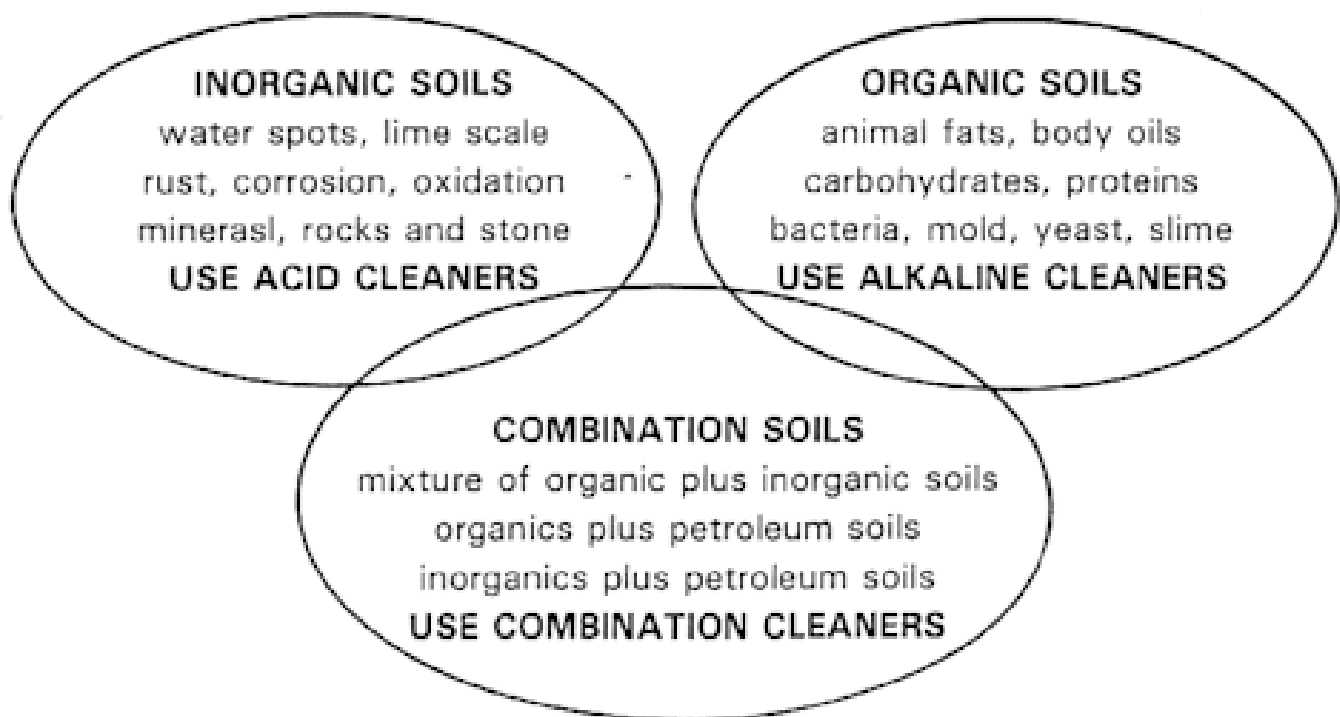 INORGANIC SOILS
water spots, lime scale
rust, corrosion, oxidation
minerasl, rocks and stone
USE ACID CLEANERS
ORGANIC SOILS
animal fats, body oils
carbohydrates, proteins
bacteria, mold, yeast, slime
USE ALKALINE CLEANERS
COMBINATION SOILS
mixture of organic plus inorganic soils
organics plus petroleum soils
inorganics plus petroleum soils
USE COMBINATION CLEANERS